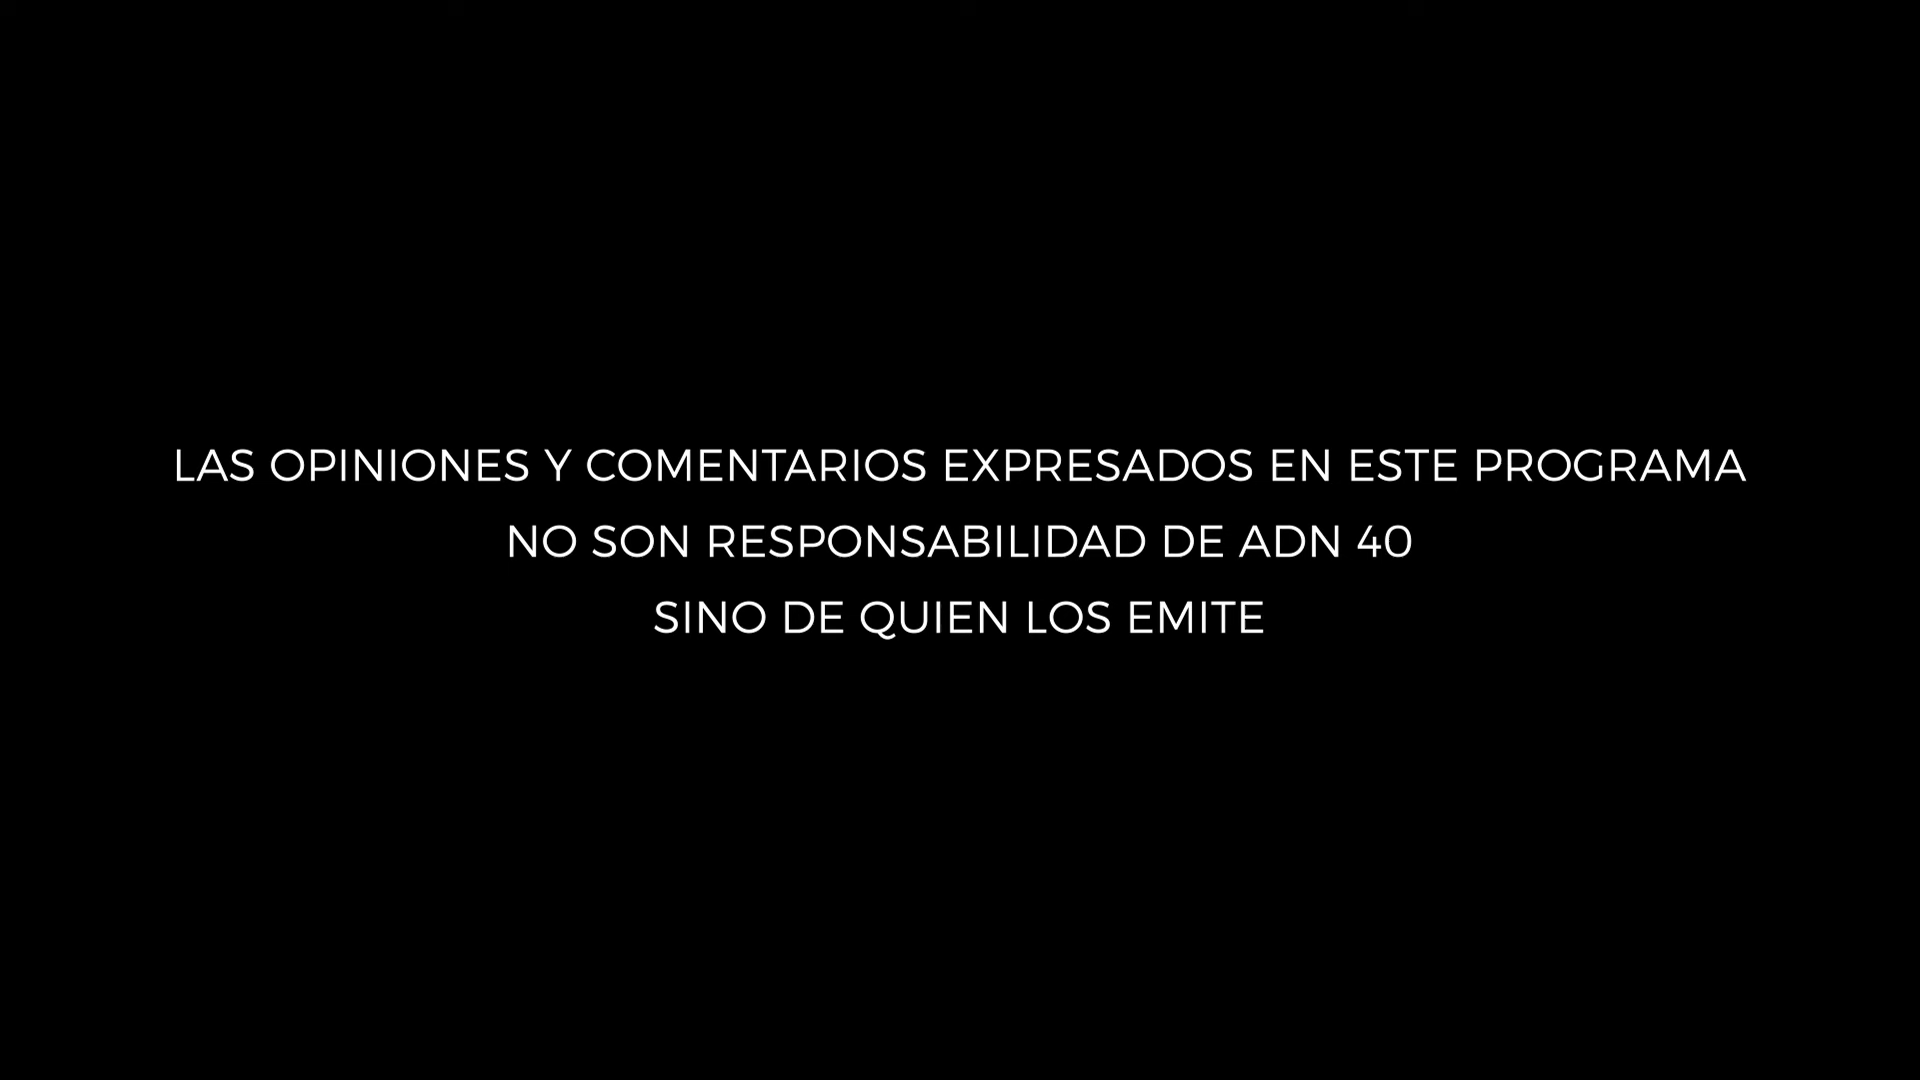 LAS OPINIONES Y COMENTARIOS EXPRESADOS EN ESTE PROGRAMA
NO SON RESPONSABILIDAD DE ADN 40
SINO DE QUIEN LOS EMITE